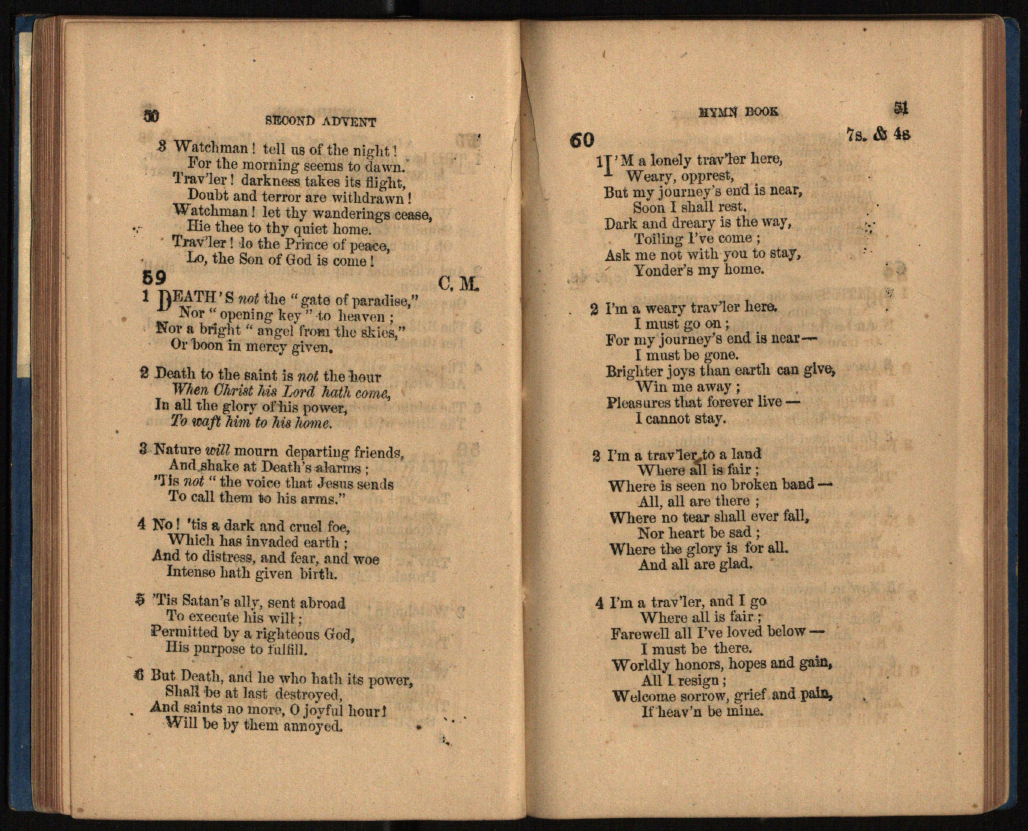 50
SECOND ADVENT
3 Watchman! tell us of the night!
For the morning seems to dawn.
Trav'ler! darkness takes its flight,
Doubt and terror are withdrawn!
Watchman! let thy wanderings cease,
Hie thee to thy quiet home.
Trav'ler! lo the Prince of peace,
Lo, the Son of God is come!
59
C. M.
1 DEATH'S not the "gate of paradise,"
Nor "opening key" to heaven;
Nor a bright "angel from the skies,"
Or boon in mercy given.
2 Death to the saint is not the hour
When Christ his Lord hath come,
In all the glory of his power,
To waft him to his home.
3 Nature will mourn departing friends,
And shake at Death's alarms;
'Tis not "the voice that Jesus sends
To call them to his arms."
4 No! 'tis a dark and cruel foe,
Which has invaded earth;
And to distress, and fear, and woe
Intense hath given birth.
5 'Tis Satan's ally, sent abroad
To execute his will;
Permitted by a righteous God,
His purpose to fulfill.
6 But Death, and he who hath its power,
Shall be at last destroyed,
And saints no more, O joyful hour!
Will be by them annoyed.
HYMN BOOK
51
60
7s. & 4s
1 I'M a lonely trav'ler here,
Weary, opprest,
But my journey's end is near,
Soon I shall rest.
Dark and dreary is the way,
Toiling I've come;
Ask me not with you to stay,
Yonder's my home.
2 I'm a weary trav'ler here.
I must go on;
For my journey's end is near—
I must be gone.
Brighter joys than earth can give,
Win me away;
Pleasures that forever live—
I cannot stay.
2 I'm a trav'ler to a land
Where all is fair;
Where is seen no broken band—
All, all are there;
Where no tear shall ever fall,
Nor heart be sad;
Where the glory is for all.
And all are glad.
4 I'm a trav'ler, and I go
Where all is fair;
Farewell all I've loved below—
I must be there.
Worldly honors, hopes and gain,
All I resign;
Welcome sorrow, grief and pain,
If heav'n be mine.